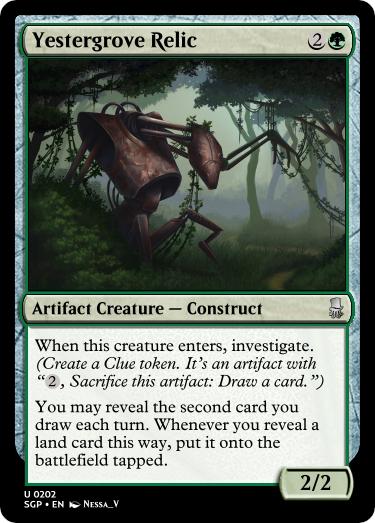 Yestergrove Relic 2
Artifact Creature — Construct
When this creature enters, investigate.
(Create a Clue token. It's an artifact with
“2, Sacrifice this artifact: Draw a card.”)
You may reveal the second card you
draw each turn. Whenever you reveal a
land card this way, put it onto the
battlefield tapped.
2/2
U 0202
SGP • EN Nessa_V